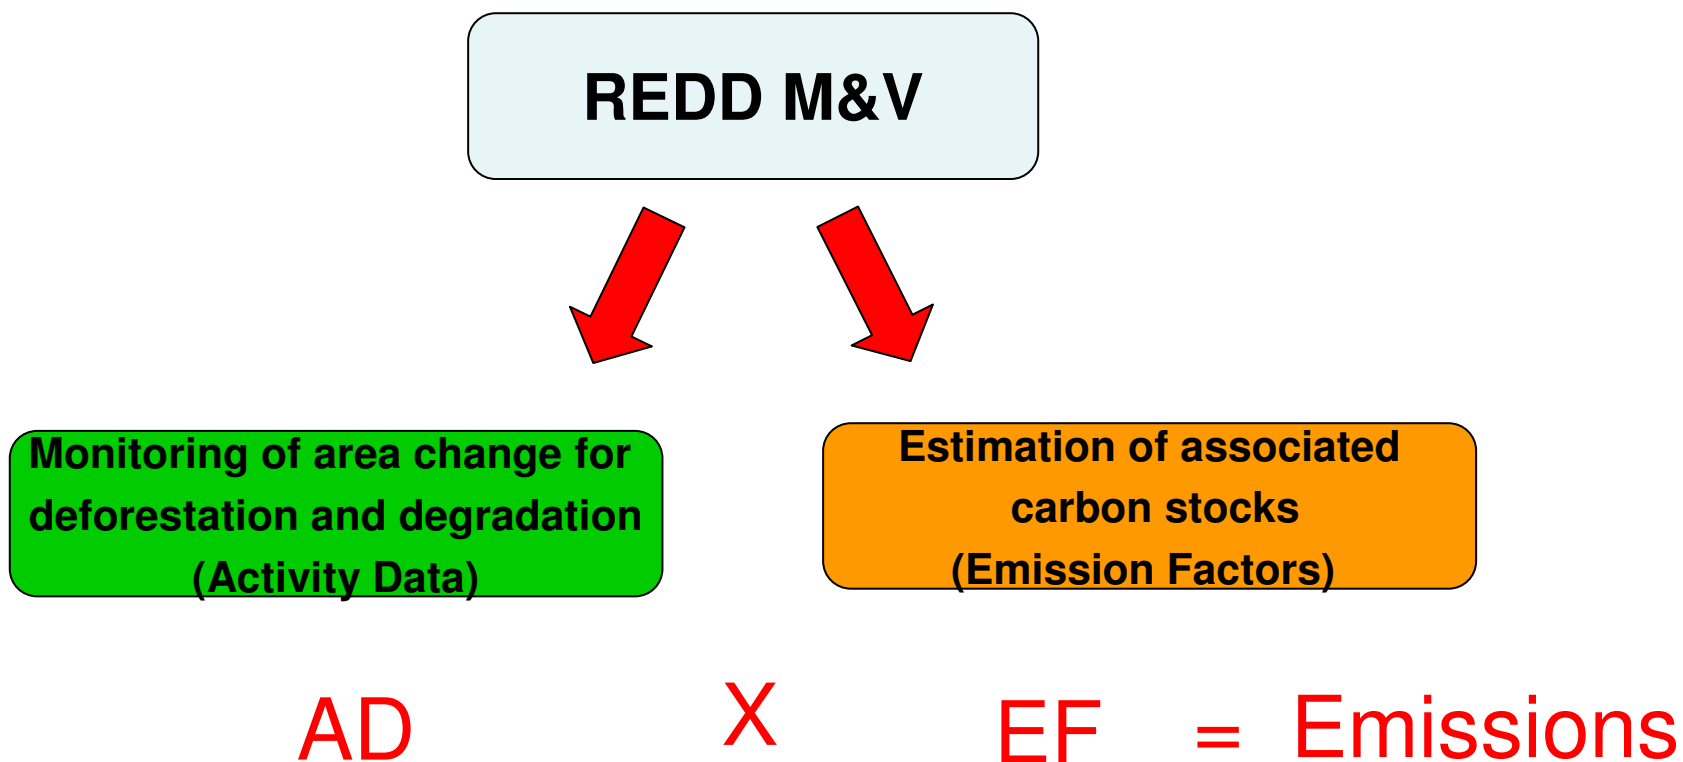 REDD M&V
Monitoring of area change for
deforestation and degradation
(Activity Data)
Estimation of associated
carbon stocks
(Emission Factors)
AD X EF = Emissions